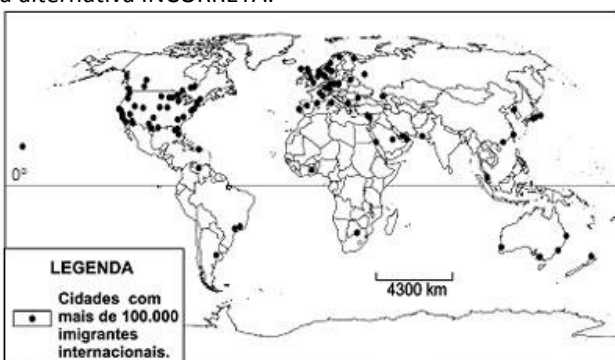 a alternativa INCORRETA.
0°
4300 km
LEGENDA
Cidades com
mais de 100.000
imigrantes
internacionais.